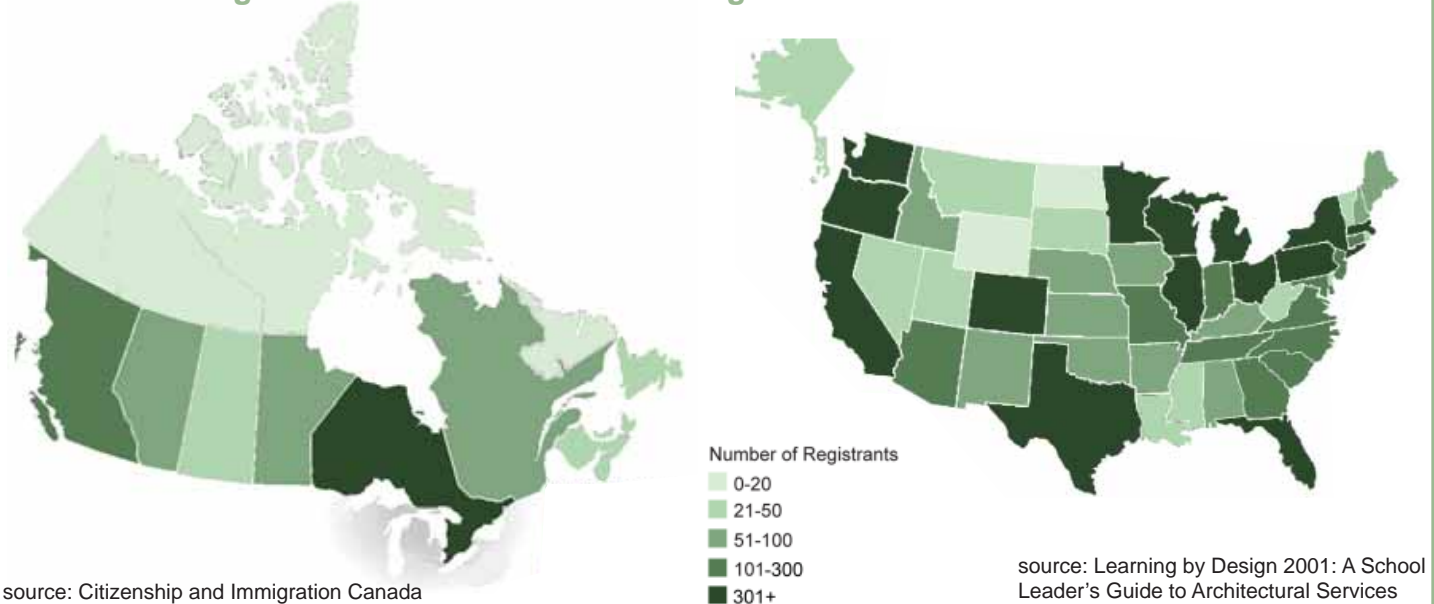 Number of Registrants
0-20
21-50
51-100
101-300
301+
source: Citizenship and Immigration Canada
source: Learning by Design 2001: A School
Leader's Guide to Architectural Services